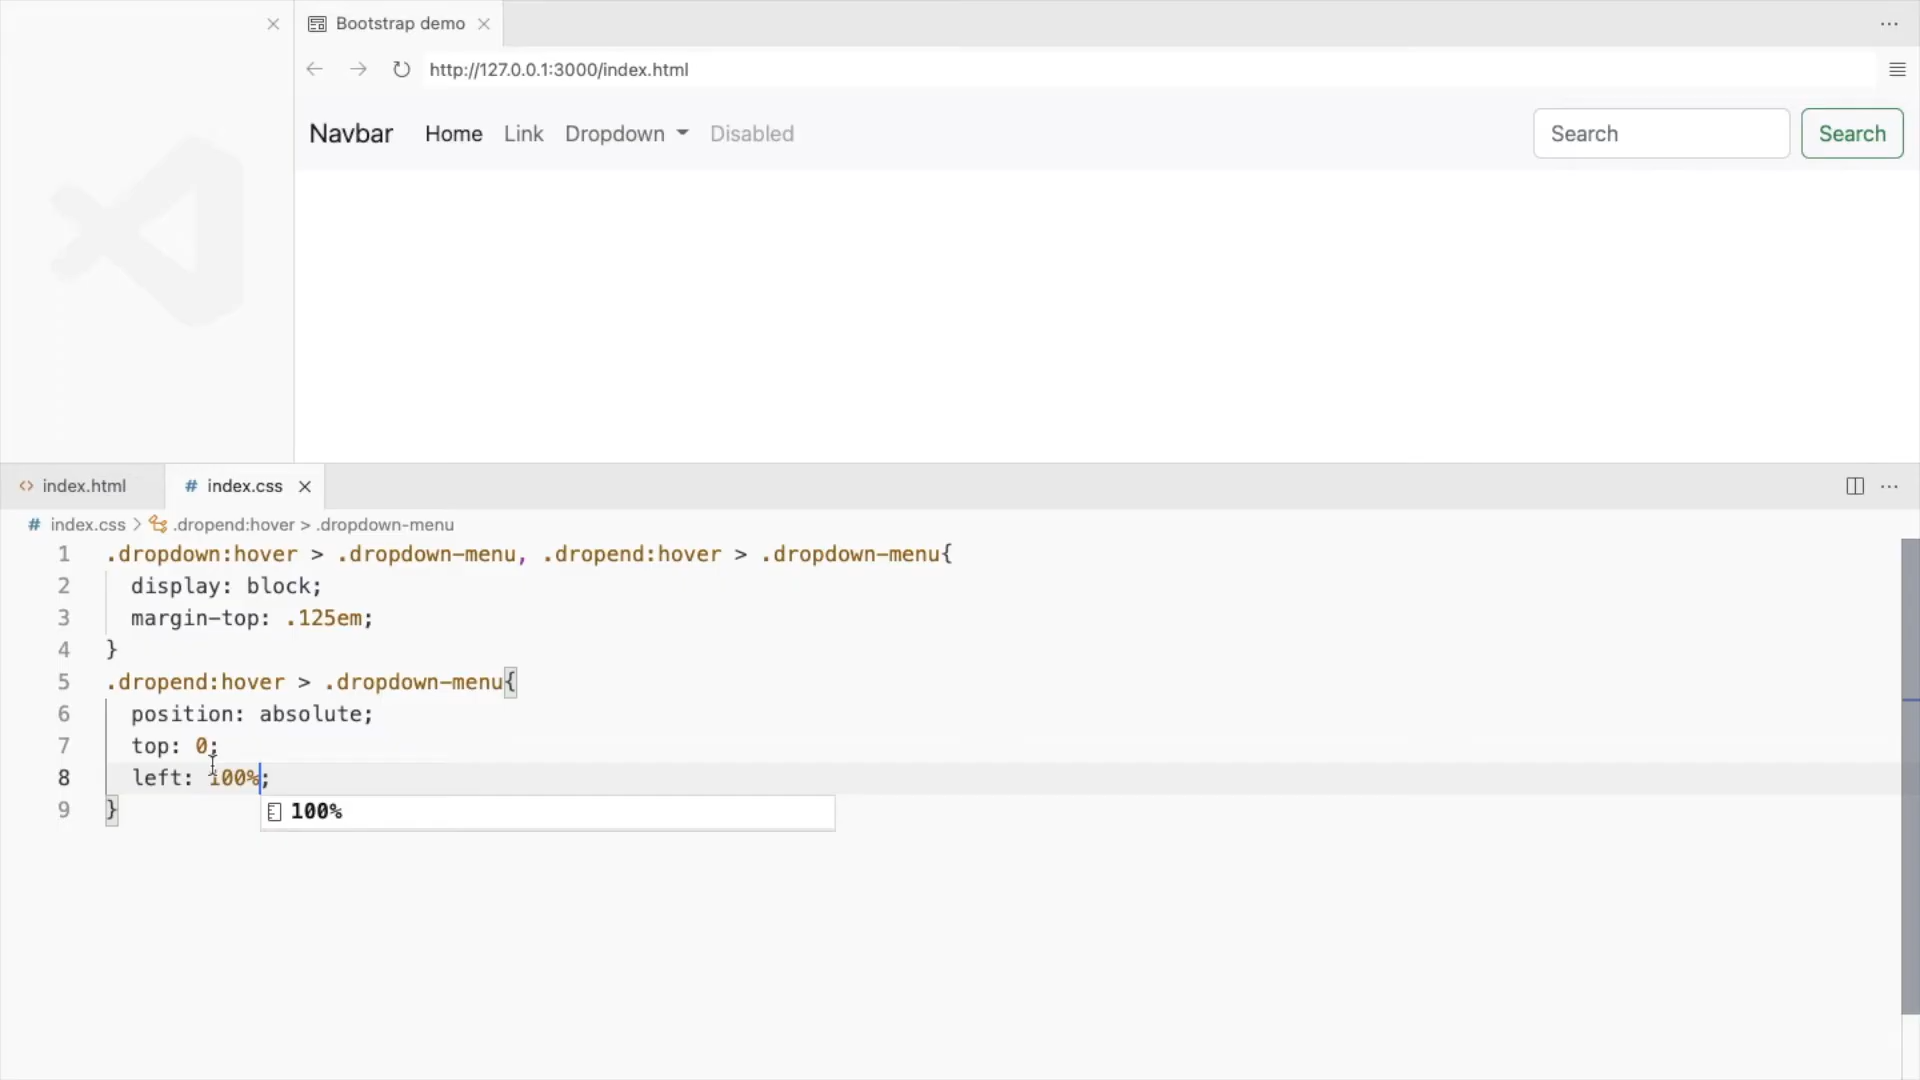 Bootstrap demo
http://127.0.0.1:3000/index.html
Navbar Home Link Dropdown Disabled Search Search
index.html # index.css
# index.css > .dropend:hover > .dropdown-menu
1 .dropdown:hover > .dropdown-menu, .dropend:hover > .dropdown-menu{
2 display: block;
3 margin-top: .125em;
4 }
5 .dropend:hover > .dropdown-menu{
6 position: absolute;
7 top: 0;
8 left: 100%;
9 }
100%